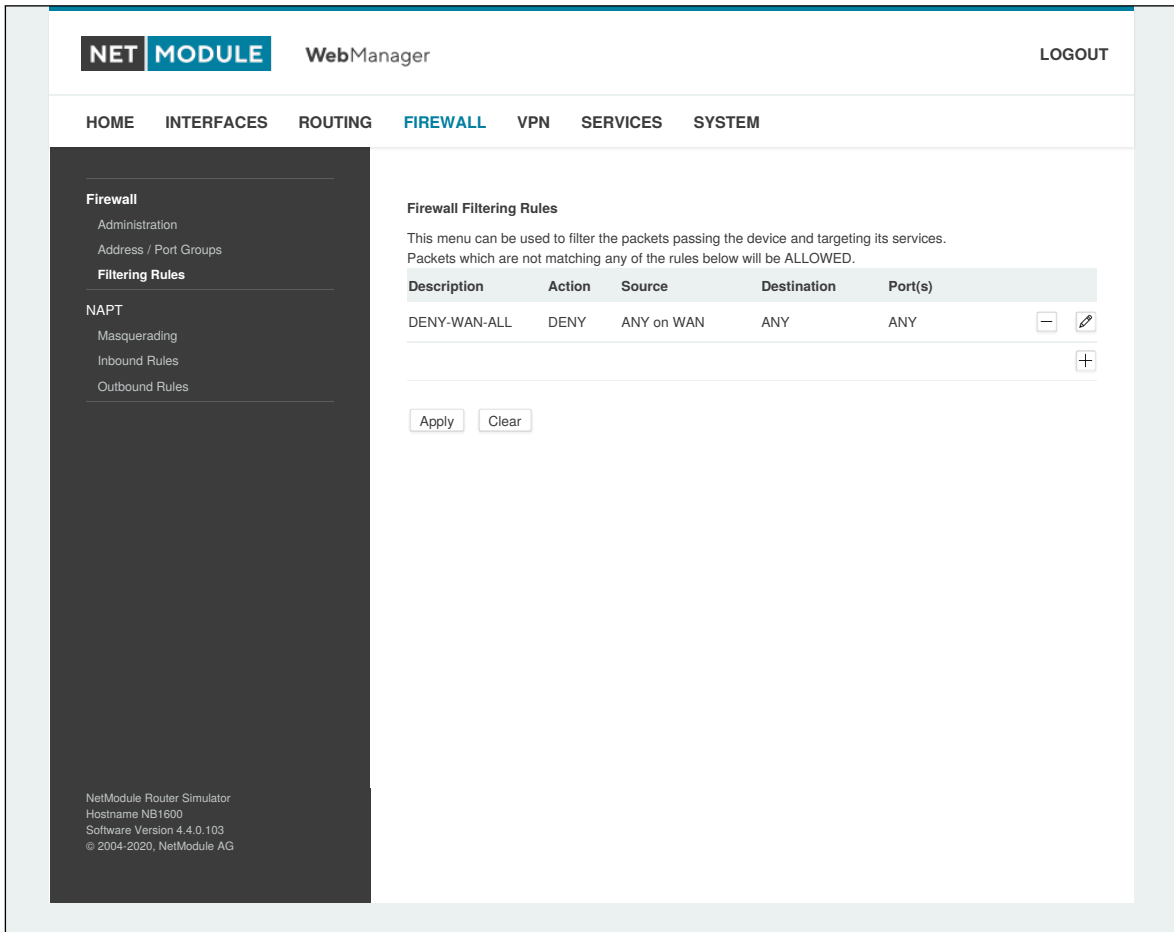 NET MODULE WebManager LOGOUT
HOME INTERFACES ROUTING FIREWALL VPN SERVICES SYSTEM
Firewall
Administration
Address / Port Groups
Filtering Rules
NAPT
Masquerading
Inbound Rules
Outbound Rules
Firewall Filtering Rules
This menu can be used to filter the packets passing the device and targeting its services.
Packets which are not matching any of the rules below will be ALLOWED.
Description Action Source Destination Port(s)
DENY-WAN-ALL DENY ANY on WAN ANY ANY
Apply Clear
NetModule Router Simulator
Hostname NB1600
Software Version 4.4.0.103
© 2004-2020, NetModule AG